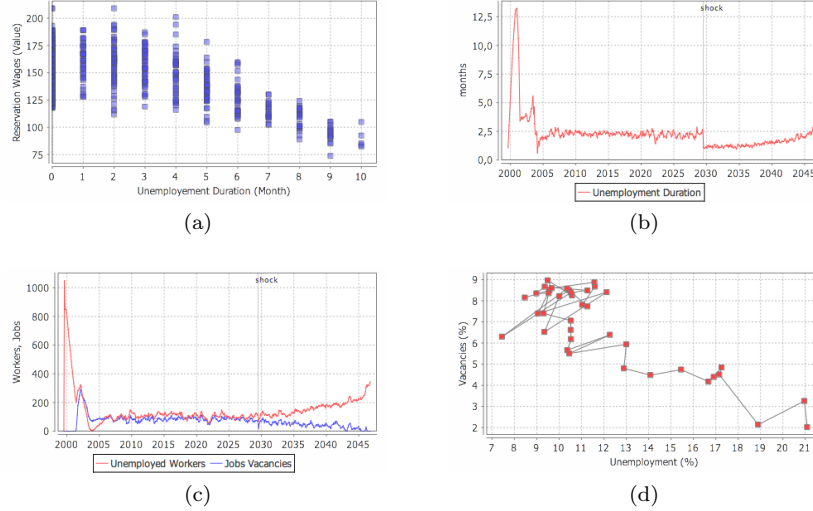 200
175
150
125
100
75
Reservation Wages (Value)
0 1 2 3 4 5 6 7 8 9 10
Unemployement Duration (Month)
(a)
shock
12,5
10,0
7,5
5,0
2,5
0,0
months
2000 2005 2010 2015 2020 2025 2030 2035 2040 2045
Unemployment Duration
(b)
shock
1000
800
600
400
200
0
Workers, Jobs
2000 2005 2010 2015 2020 2025 2030 2035 2040 2045
Unemployed Workers Jobs Vacancies
(c)
9
8
7
6
5
4
3
2
Vacancies (%)
7 8 9 10 11 12 13 14 15 16 17 18 19 20 21
Unemployment (%)
(d)